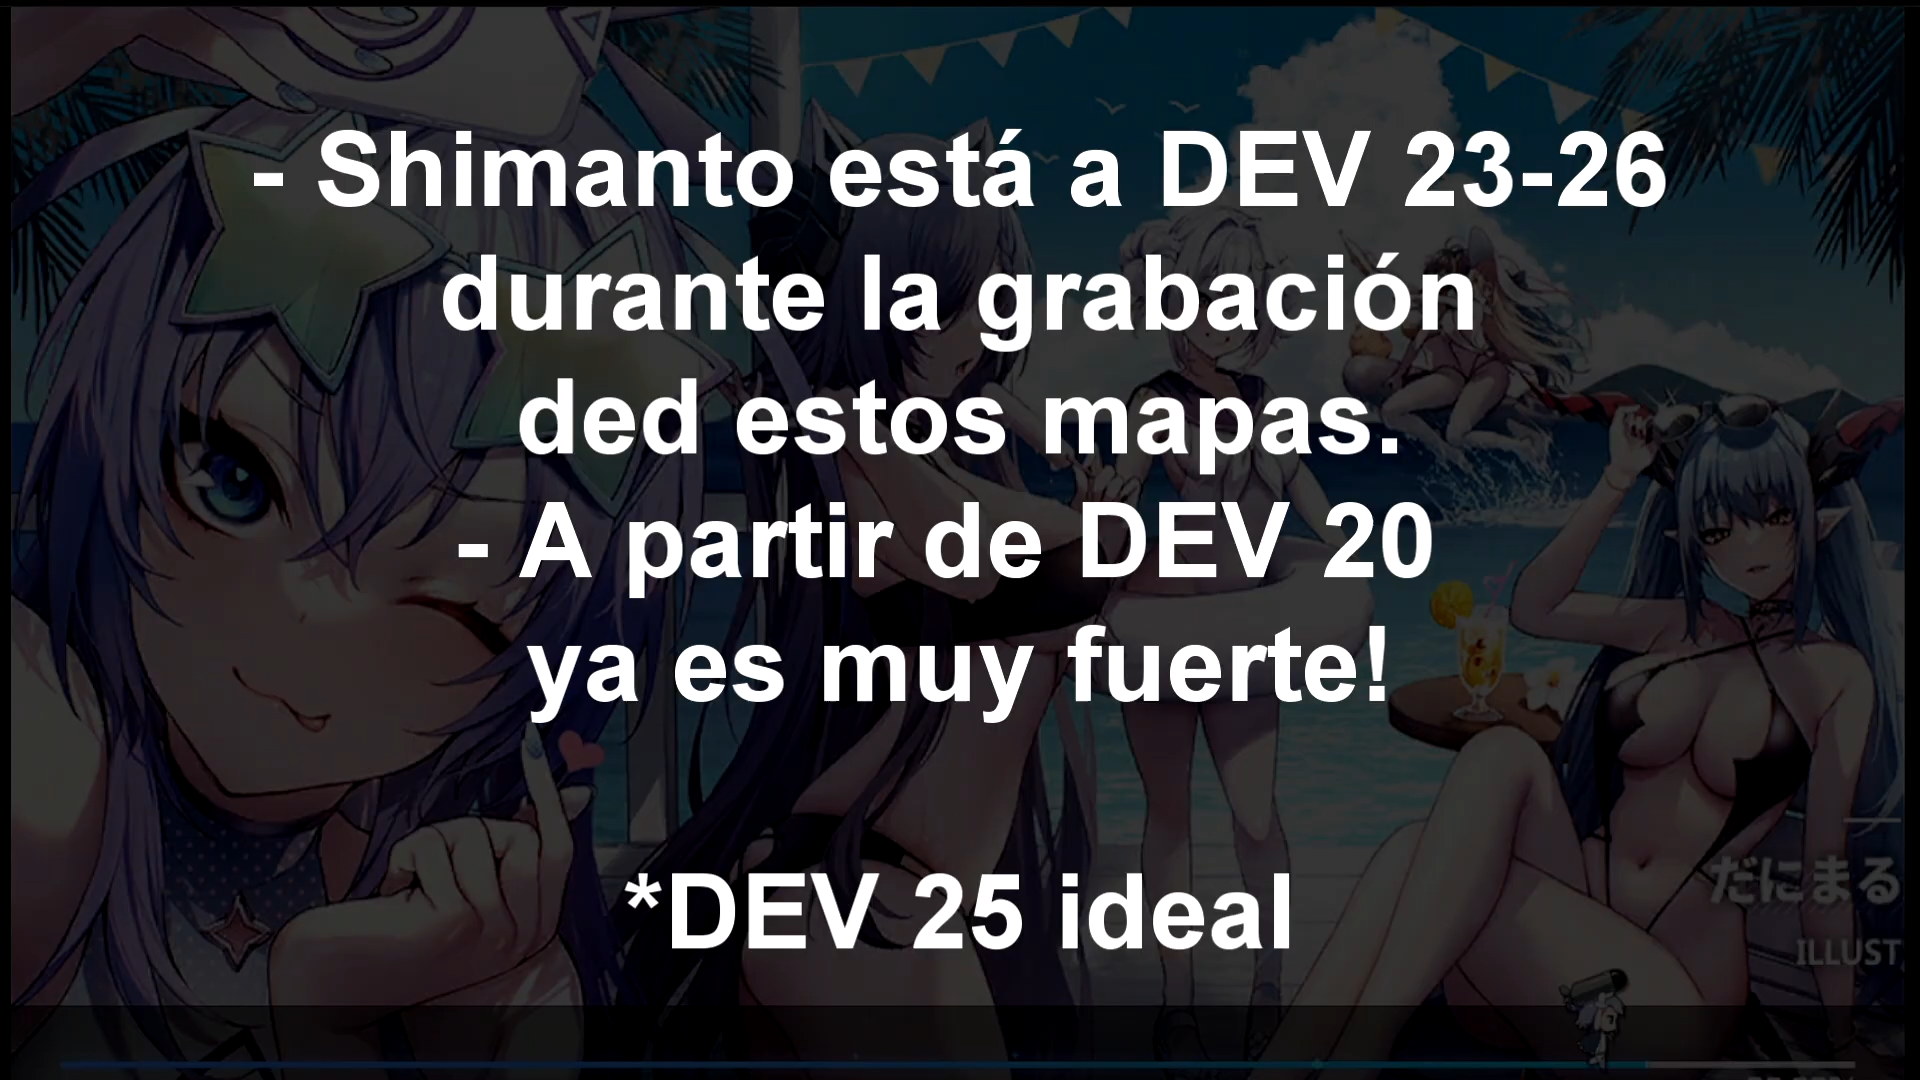 - Shimanto está a DEV 23-26
durante la grabación
ded estos mapas.
- A partir de DEV 20
ya es muy fuerte!
*DEV 25 ideal
だにまる
ILLUST